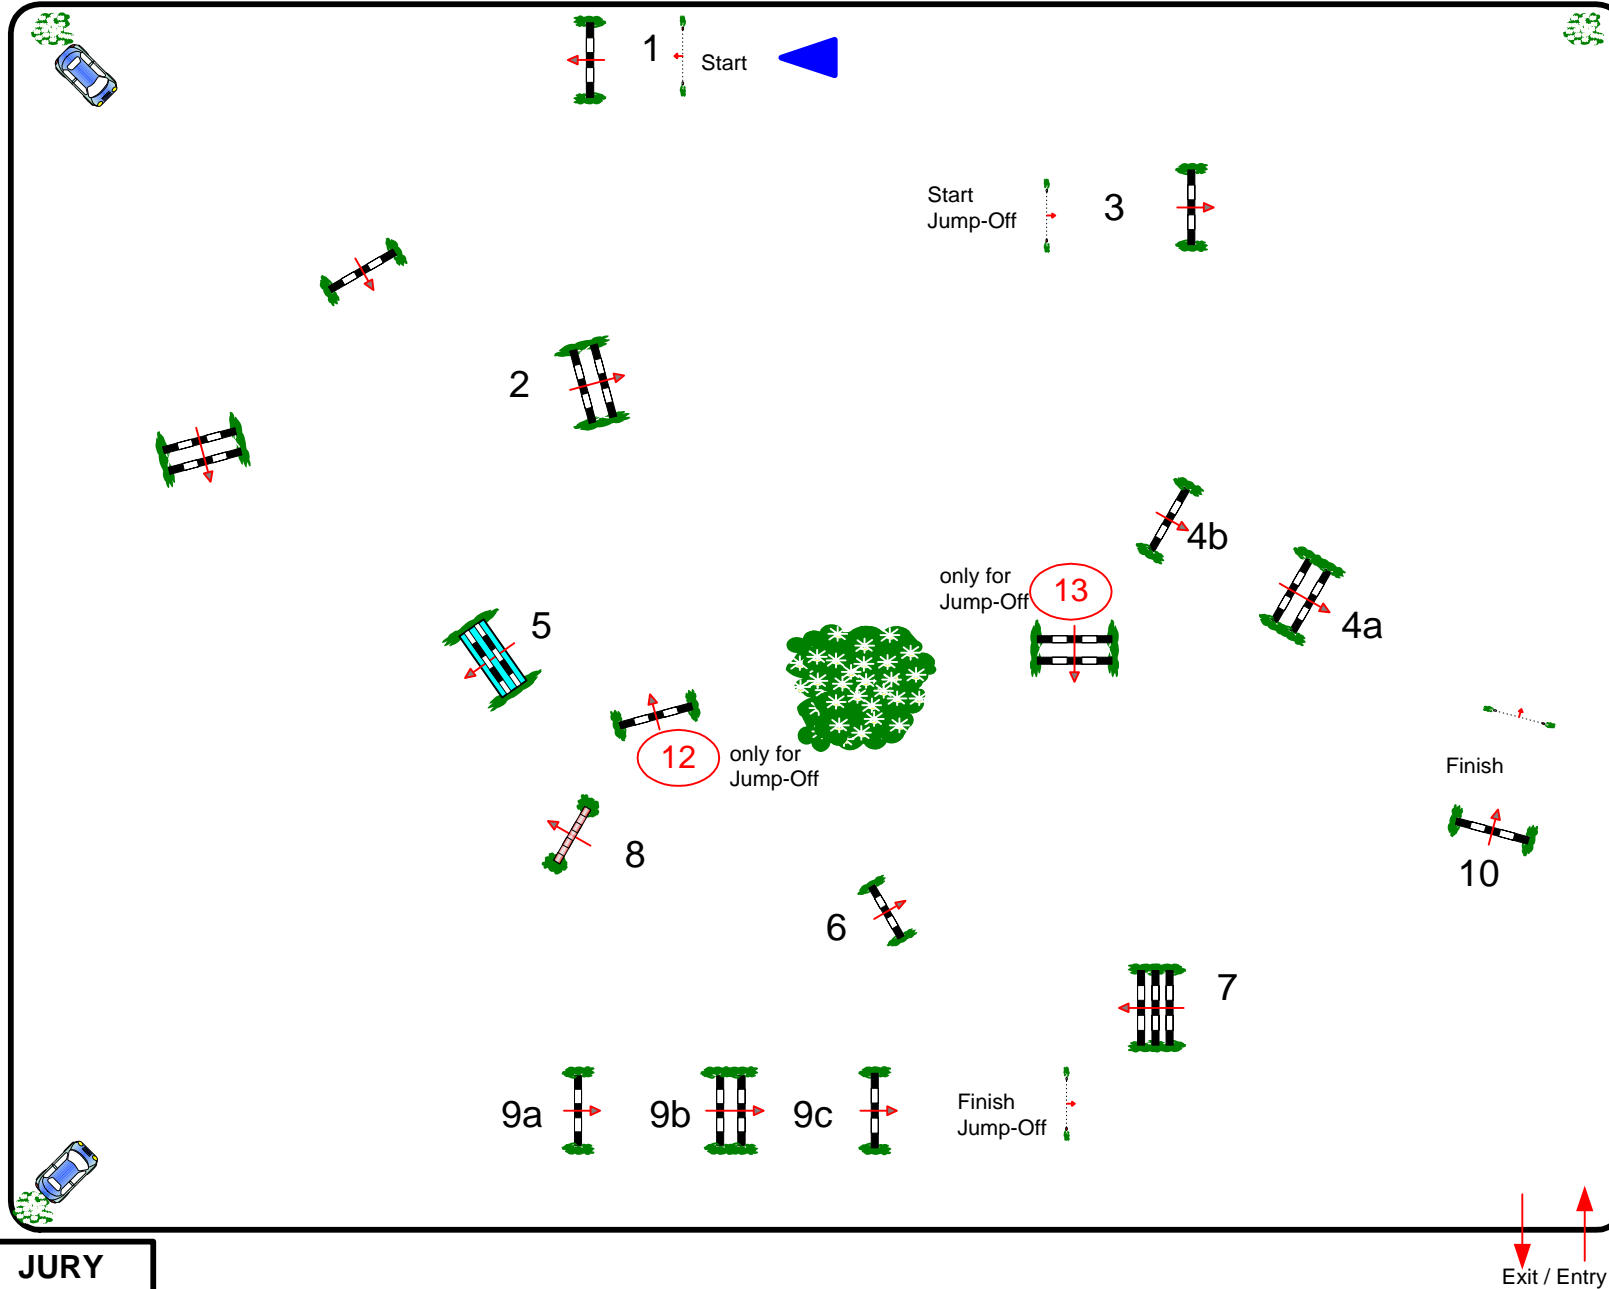 1
Start
Start
Jump-Off
3
2
4b
only for
Jump-Off
13
4a
5
12
only for
Jump-Off
Finish
8
10
6
7
9a
9b
9c
Finish
Jump-Off
JURY
Exit / Entry